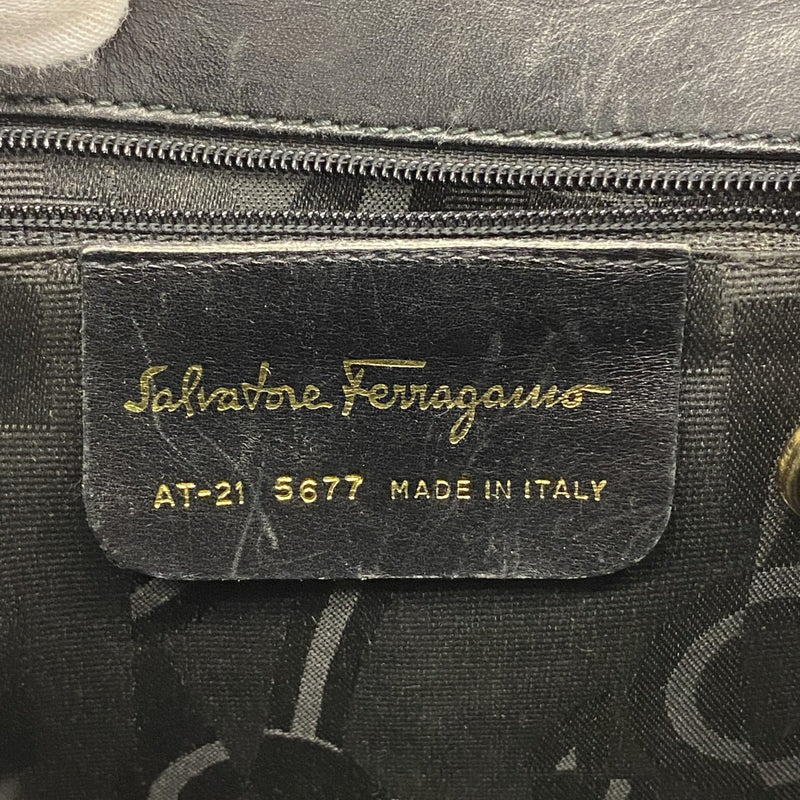 Salvatore Ferragamo
AT-21 5677 MADE IN ITALY